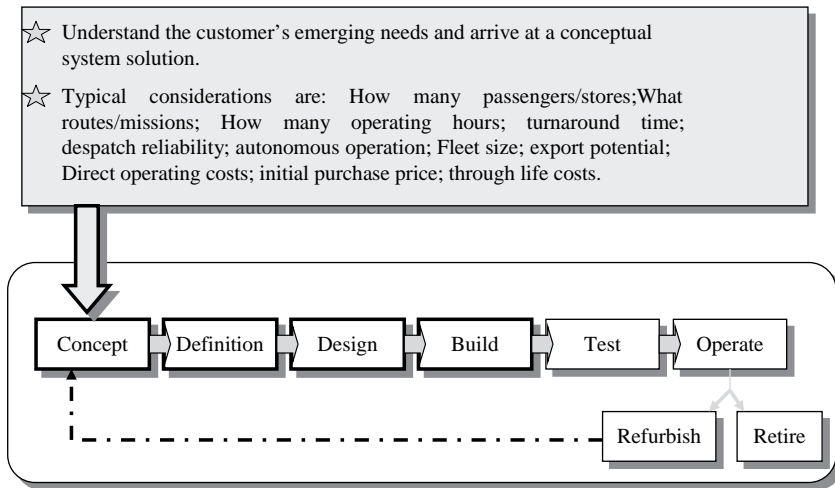 Understand the customer’s emerging needs and arrive at a conceptual
system solution.
Typical considerations are: How many passengers/stores;What
routes/missions; How many operating hours; turnaround time;
despatch reliability; autonomous operation; Fleet size; export potential;
Direct operating costs; initial purchase price; through life costs.
Concept
Definition
Design
Build
Test
Operate
Refurbish
Retire